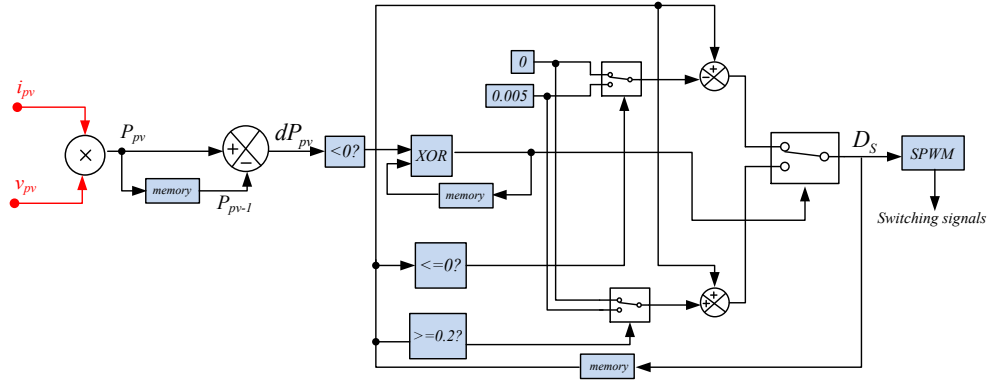 i_pv
v_pv
×
P_pv
memory
P_pv-1
+
−
dP_pv
<0?
XOR
memory
<=0?
>=0.2?
0
0.005
+
−
+
+
memory
D_S
SPWM
Switching signals